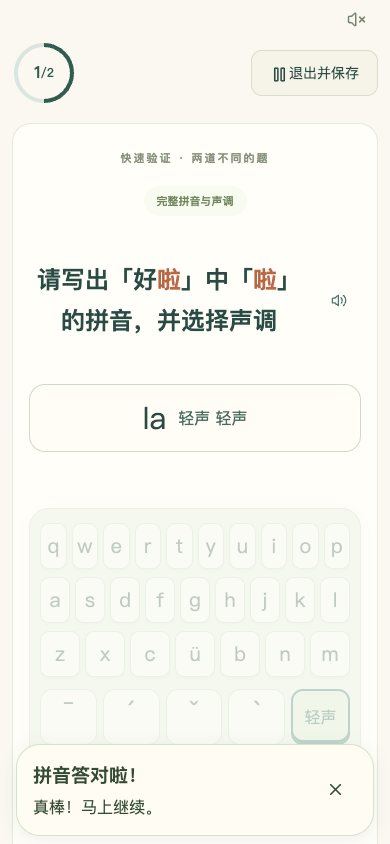 1/2
退出并保存
快速验证 · 两道不同的题
完整拼音与声调
请写出「好啦」中「啦」
的拼音，并选择声调
la 轻声 轻声
q w e r t y u i o p
a s d f g h j k l
z x c ü b n m
ˉ ˊ ˇ ˋ 轻声
拼音答对啦！
真棒！马上继续。